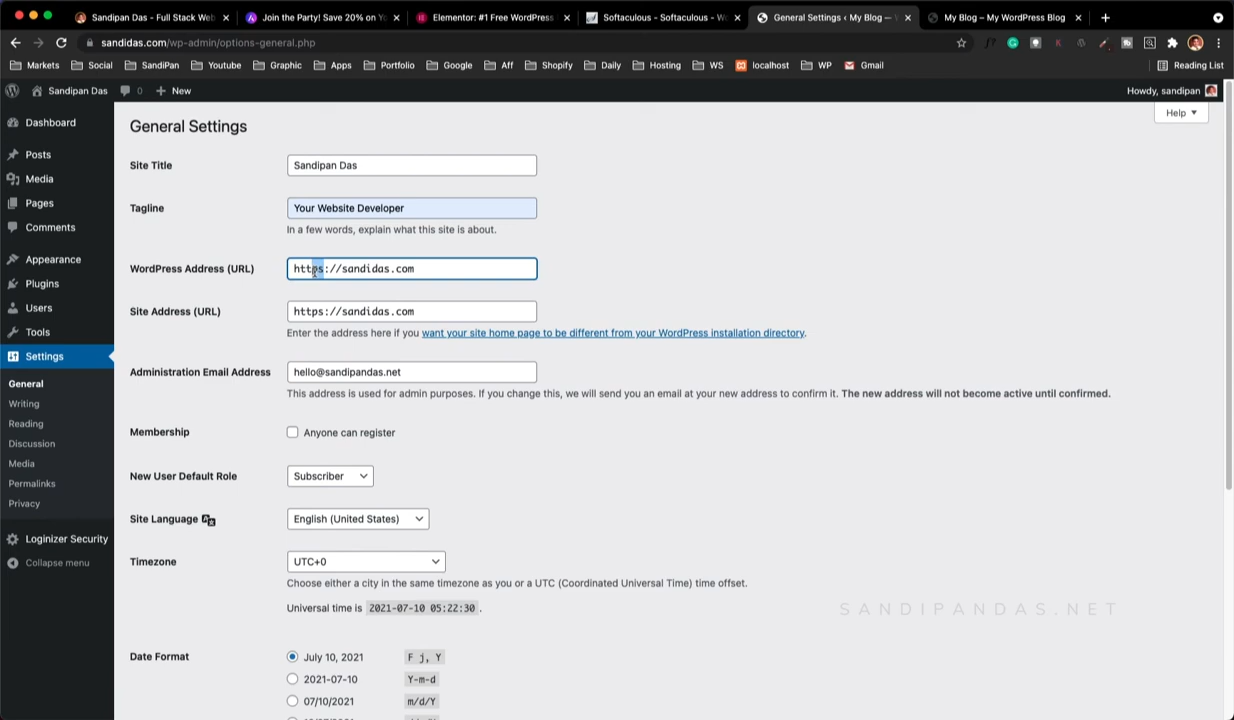 Sandipan Das - Full Stack Web
Join the Party! Save 20% on Yo
Elementor: #1 Free WordPress
Softaculous - Softaculous - W
General Settings ‹ My Blog —
My Blog – My WordPress Blog
sandidas.com/wp-admin/options-general.php
Markets Social SandiPan Youtube Graphic Apps Portfolio Google Aff Shopify Daily Hosting WS localhost WP Gmail Reading List
Sandipan Das 0 New Howdy, sandipan
Help
Dashboard
Posts
Media
Pages
Comments
Appearance
Plugins
Users
Tools
Settings
General
Writing
Reading
Discussion
Media
Permalinks
Privacy
Loginizer Security
Collapse menu
General Settings
Site Title Sandipan Das
Tagline Your Website Developer
In a few words, explain what this site is about.
WordPress Address (URL) https://sandidas.com
Site Address (URL) https://sandidas.com
Enter the address here if you want your site home page to be different from your WordPress installation directory.
Administration Email Address hello@sandipandas.net
This address is used for admin purposes. If you change this, we will send you an email at your new address to confirm it. The new address will not become active until confirmed.
Membership Anyone can register
New User Default Role Subscriber
Site Language English (United States)
Timezone UTC+0
Choose either a city in the same timezone as you or a UTC (Coordinated Universal Time) time offset.
Universal time is 2021-07-10 05:22:30 .
SANDIPANDAS.NET
Date Format July 10, 2021 F j, Y
2021-07-10 Y-m-d
07/10/2021 m/d/Y